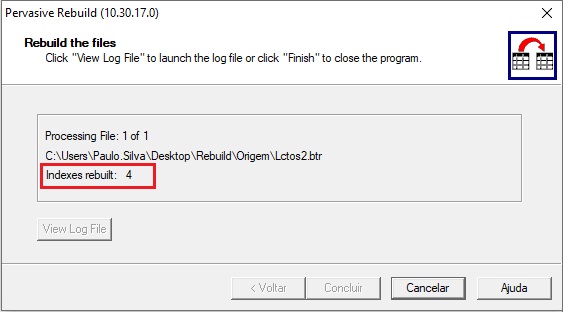 Pervasive Rebuild (10.30.17.0)
Rebuild the files
Click "View Log File" to launch the log file or click "Finish" to close the program.
Processing File: 1 of 1
C:\Users\Paulo.Silva\Desktop\Rebuild\Origem\Lctos2.btr
Indexes rebuilt: 4
View Log File
< Voltar
Concluir
Cancelar
Ajuda